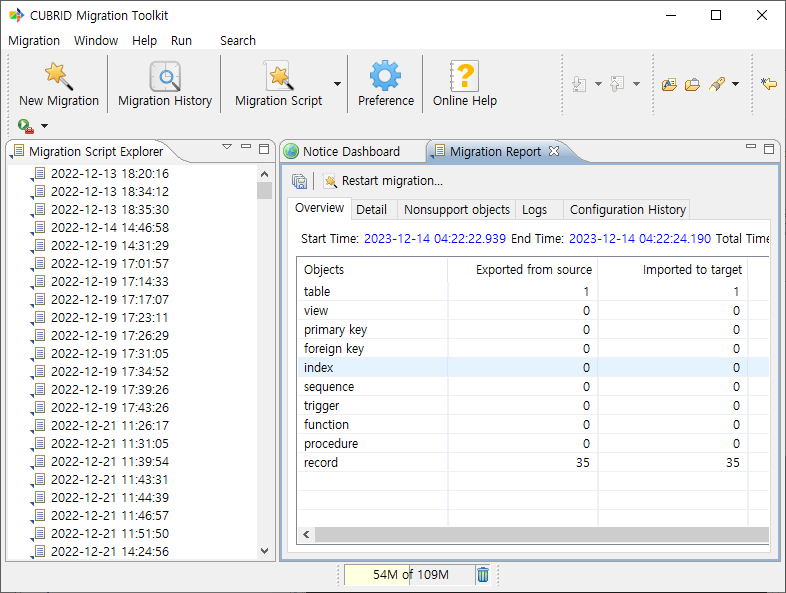 CUBRID Migration Toolkit
Migration Window Help Run Search
New Migration Migration History Migration Script Preference Online Help
Migration Script Explorer
2022-12-13 18:20:16
2022-12-13 18:34:12
2022-12-13 18:35:30
2022-12-14 14:46:58
2022-12-19 14:31:29
2022-12-19 17:01:57
2022-12-19 17:14:33
2022-12-19 17:17:07
2022-12-19 17:23:11
2022-12-19 17:26:29
2022-12-19 17:31:05
2022-12-19 17:34:52
2022-12-19 17:39:26
2022-12-19 17:43:26
2022-12-21 11:26:17
2022-12-21 11:31:05
2022-12-21 11:39:54
2022-12-21 11:43:31
2022-12-21 11:44:39
2022-12-21 11:46:57
2022-12-21 11:51:50
2022-12-21 14:24:56
Notice Dashboard Migration Report
Restart migration...
Overview Detail Nonsupport objects Logs Configuration History
Start Time: 2023-12-14 04:22:22.939 End Time: 2023-12-14 04:22:24.190 Total Time
Objects Exported from source Imported to target
table 1 1
view 0 0
primary key 0 0
foreign key 0 0
index 0 0
sequence 0 0
trigger 0 0
function 0 0
procedure 0 0
record 35 35
54M of 109M